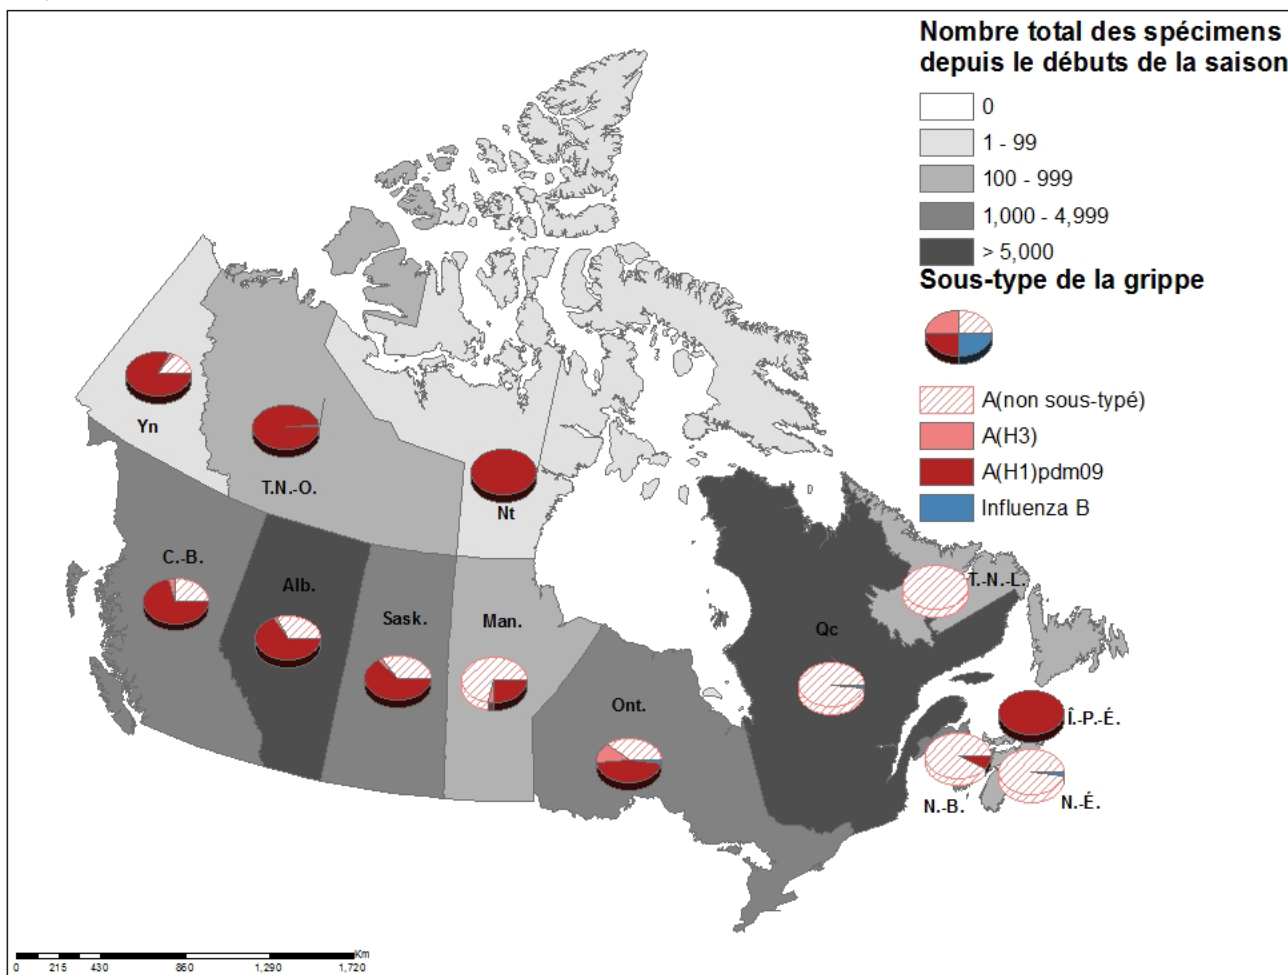 Nombre total des spécimens
depuis le débuts de la saison
0
1 - 99
100 - 999
1,000 - 4,999
> 5,000
Sous-type de la grippe
A(non sous-typé)
A(H3)
A(H1)pdm09
Influenza B
Yn
T.N.-O.
Nt
C.-B.
Alb.
Sask.
Man.
Ont.
Qc
T.-N.-L.
Î.-P.-É.
N.-B.
N.-É.
Km
0 215 430 860 1,290 1,720